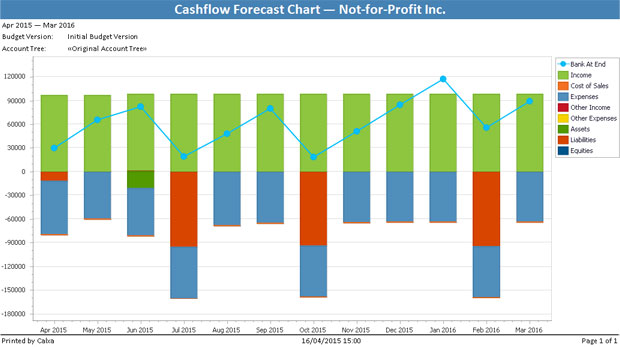 Cashflow Forecast Chart — Not-for-Profit Inc.
Apr 2015 — Mar 2016
Budget Version: Initial Budget Version
Account Tree: «Original Account Tree»
120000
90000
60000
30000
0
-30000
-60000
-90000
-120000
-150000
-180000
Apr 2015 May 2015 Jun 2015 Jul 2015 Aug 2015 Sep 2015 Oct 2015 Nov 2015 Dec 2015 Jan 2016 Feb 2016 Mar 2016
Bank At End
Income
Cost of Sales
Expenses
Other Income
Other Expenses
Assets
Liabilities
Equities
Printed by Calxa 16/04/2015 15:00 Page 1 of 1